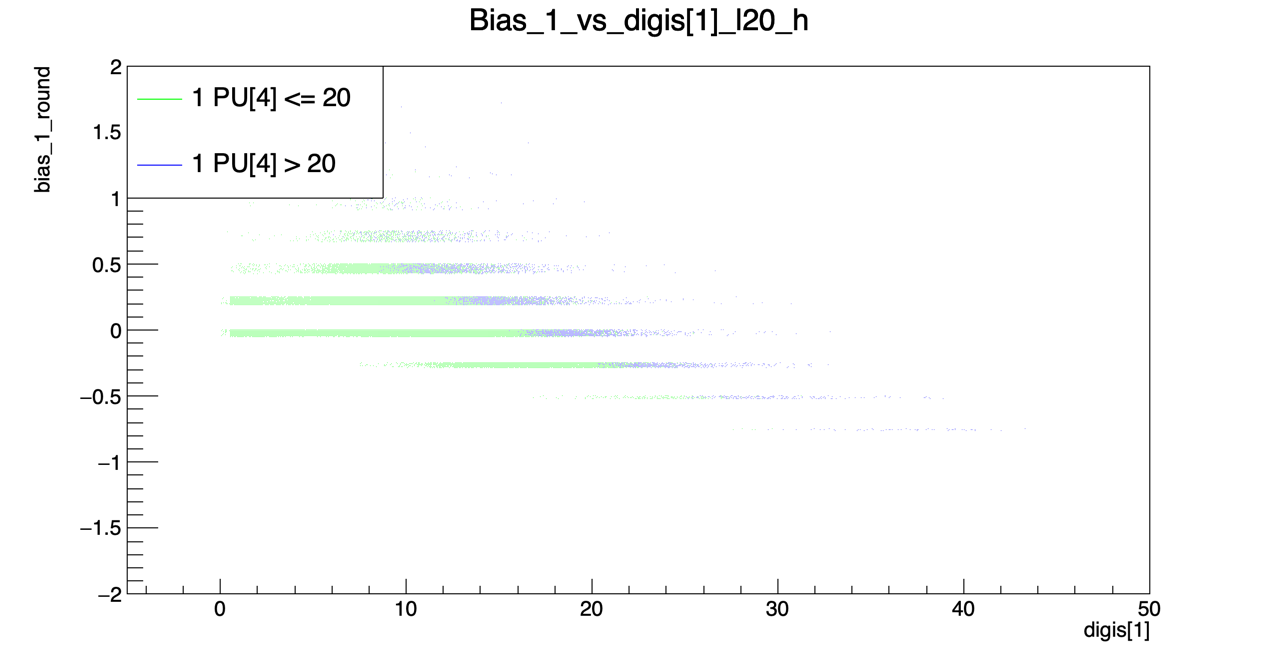 Bias_1_vs_digis[1]_l20_h
bias_1_round
1 PU[4] <= 20
1 PU[4] > 20
2
1.5
1
0.5
0
−0.5
−1
−1.5
−2
0 10 20 30 40 50
digis[1]